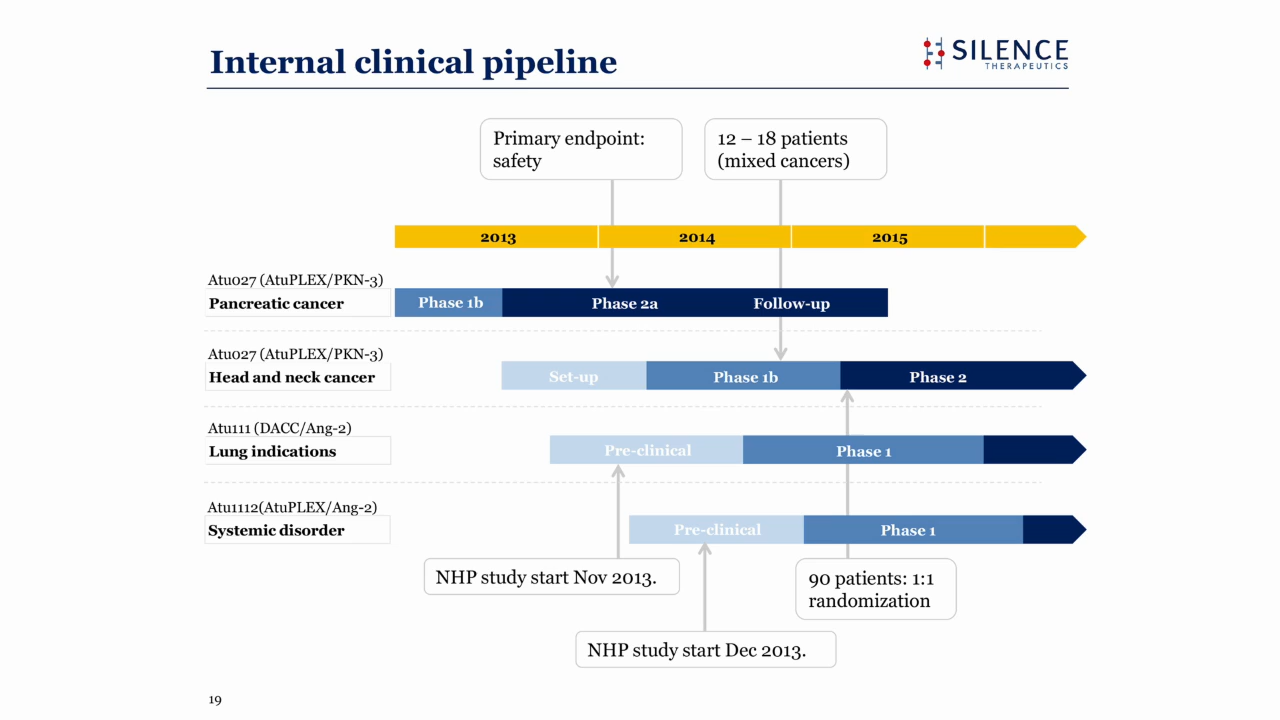 Internal clinical pipeline
SILENCE
THERAPEUTICS
Primary endpoint:
safety
12 – 18 patients
(mixed cancers)
2013 2014 2015
Atu027 (AtuPLEX/PKN-3)
Pancreatic cancer
Phase 1b Phase 2a Follow-up
Atu027 (AtuPLEX/PKN-3)
Head and neck cancer
Set-up Phase 1b Phase 2
Atu111 (DACC/Ang-2)
Lung indications
Pre-clinical Phase 1
Atu1112(AtuPLEX/Ang-2)
Systemic disorder
Pre-clinical Phase 1
NHP study start Nov 2013.
90 patients: 1:1
randomization
NHP study start Dec 2013.
19